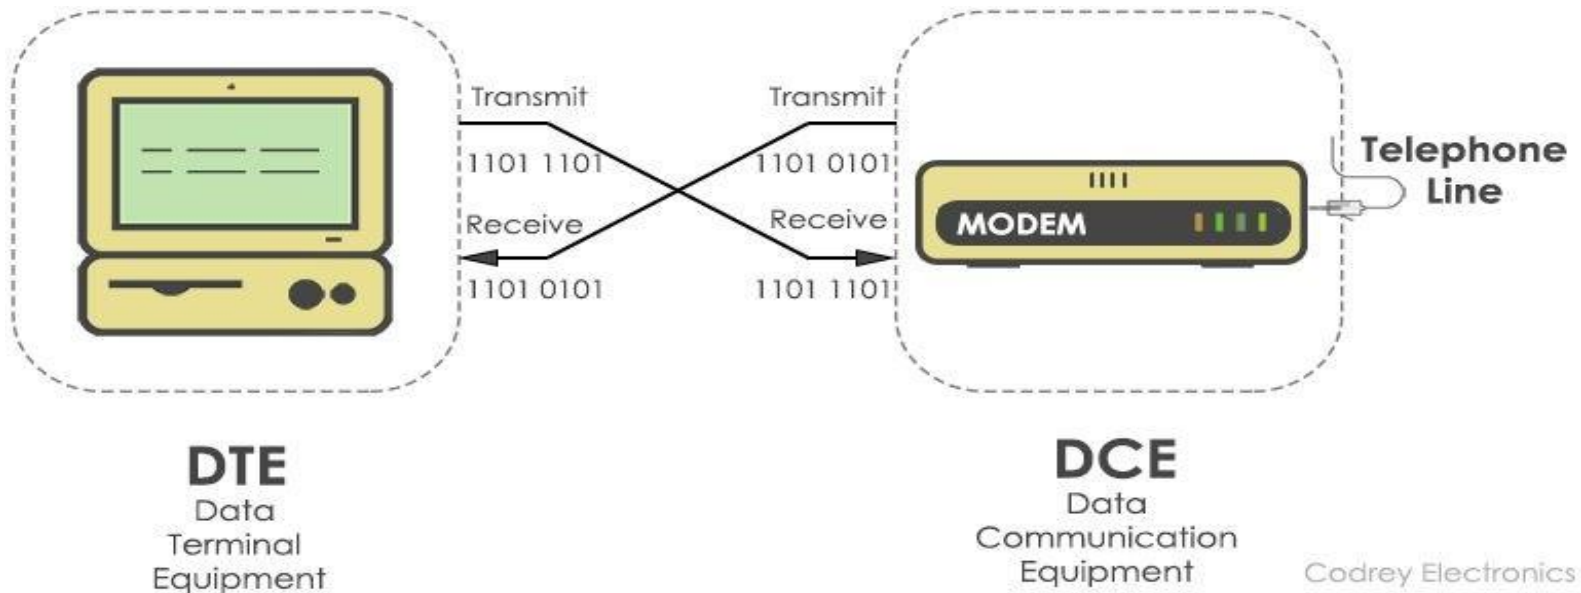 Transmit
1101 1101
Receive
1101 0101
Transmit
1101 0101
Receive
1101 1101
MODEM
Telephone
Line
DTE
Data
Terminal
Equipment
DCE
Data
Communication
Equipment
Codrey Electronics